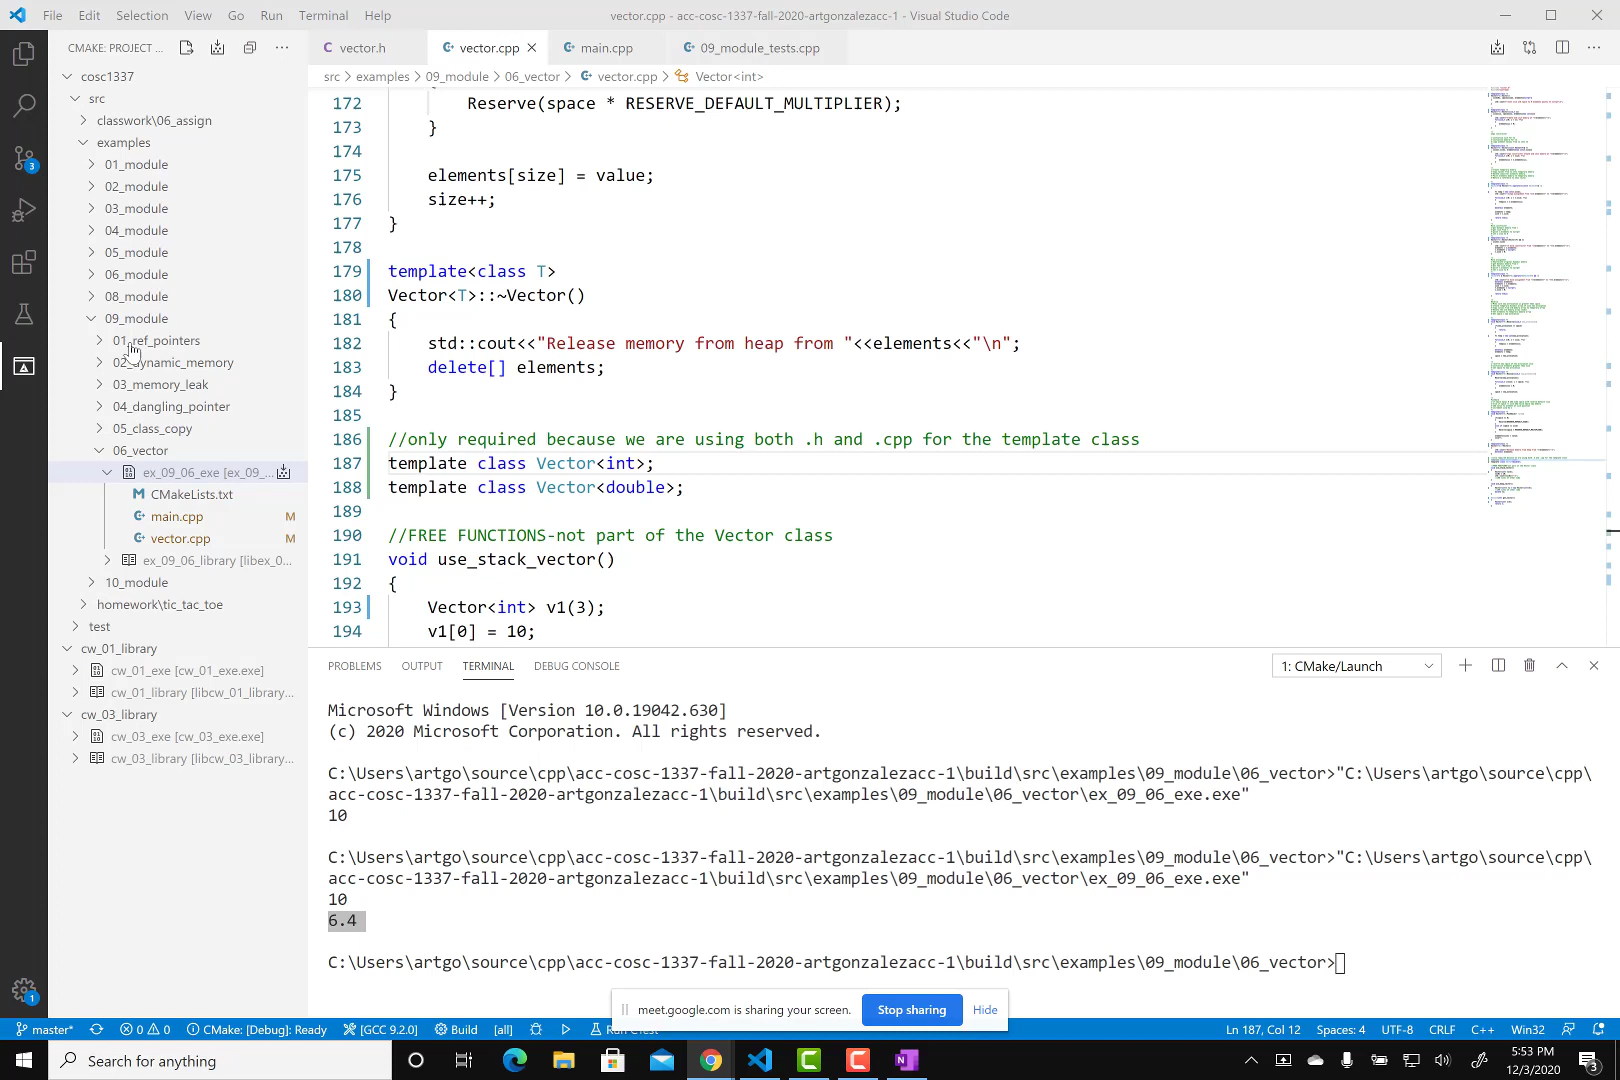 File Edit Selection View Go Run Terminal Help
vector.cpp - acc-cosc-1337-fall-2020-artgonzalezacc-1 - Visual Studio Code
CMAKE: PROJECT ...
vector.h
vector.cpp
main.cpp
09_module_tests.cpp
src > examples > 09_module > 06_vector > vector.cpp > Vector<int>
cosc1337
src
classwork\06_assign
examples
01_module
02_module
03_module
04_module
05_module
06_module
08_module
09_module
01_ref_pointers
02_dynamic_memory
03_memory_leak
04_dangling_pointer
05_class_copy
06_vector
ex_09_06_exe [ex_09_...
CMakeLists.txt
main.cpp M
vector.cpp M
ex_09_06_library [libex_0...
10_module
homework\tic_tac_toe
test
cw_01_library
cw_01_exe [cw_01_exe.exe]
cw_01_library [libcw_01_library...
cw_03_library
cw_03_exe [cw_03_exe.exe]
cw_03_library [libcw_03_library...
3
1
172 Reserve(space * RESERVE_DEFAULT_MULTIPLIER);
173 }
174
175 elements[size] = value;
176 size++;
177 }
178
179 template<class T>
180 Vector<T>::~Vector()
181 {
182 std::cout<<"Release memory from heap from "<<elements<<"\n";
183 delete[] elements;
184 }
185
186 //only required because we are using both .h and .cpp for the template class
187 template class Vector<int>;
188 template class Vector<double>;
189
190 //FREE FUNCTIONS-not part of the Vector class
191 void use_stack_vector()
192 {
193 Vector<int> v1(3);
194 v1[0] = 10;
PROBLEMS OUTPUT TERMINAL DEBUG CONSOLE
1: CMake/Launch
Microsoft Windows [Version 10.0.19042.630]
(c) 2020 Microsoft Corporation. All rights reserved.
C:\Users\artgo\source\cpp\acc-cosc-1337-fall-2020-artgonzalezacc-1\build\src\examples\09_module\06_vector>"C:\Users\artgo\source\cpp\
acc-cosc-1337-fall-2020-artgonzalezacc-1\build\src\examples\09_module\06_vector\ex_09_06_exe.exe"
10
C:\Users\artgo\source\cpp\acc-cosc-1337-fall-2020-artgonzalezacc-1\build\src\examples\09_module\06_vector>"C:\Users\artgo\source\cpp\
acc-cosc-1337-fall-2020-artgonzalezacc-1\build\src\examples\09_module\06_vector\ex_09_06_exe.exe"
10
6.4
C:\Users\artgo\source\cpp\acc-cosc-1337-fall-2020-artgonzalezacc-1\build\src\examples\09_module\06_vector>
meet.google.com is sharing your screen. Stop sharing Hide
master* 0 0 CMake: [Debug]: Ready [GCC 9.2.0] Build [all] Run
Ln 187, Col 12 Spaces: 4 UTF-8 CRLF C++ Win32
Search for anything
5:53 PM
12/3/2020
3